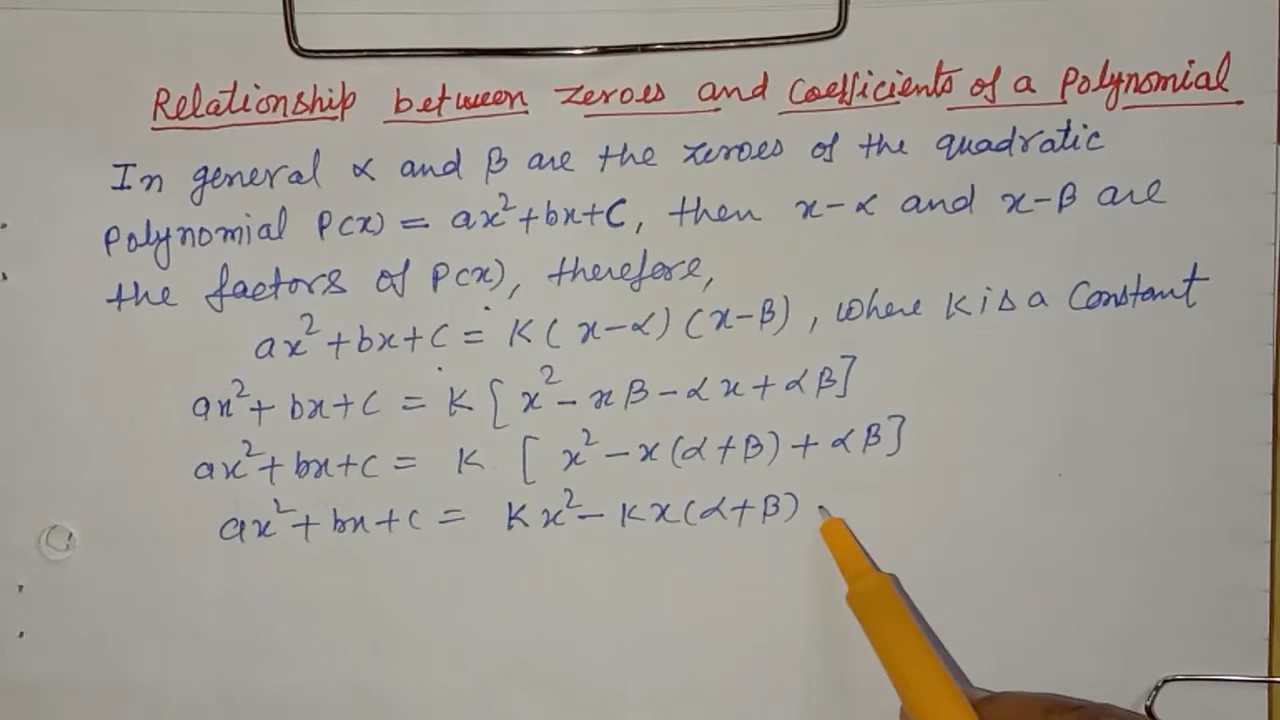 Relationship between zeroes and Coefficients of a Polynomial
In general α and β are the zeroes of the quadratic
Polynomial P(x) = ax²+bx+C, then x-α and x-β are
the factors of P(x), therefore,
ax²+bx+C = K(x-α)(x-β), where K is a Constant
ax²+bx+C = K[x²-xβ-αx+αβ]
ax²+bx+C = K [x²-x(α+β)+αβ]
ax²+bx+C = Kx²-Kx(α+β)